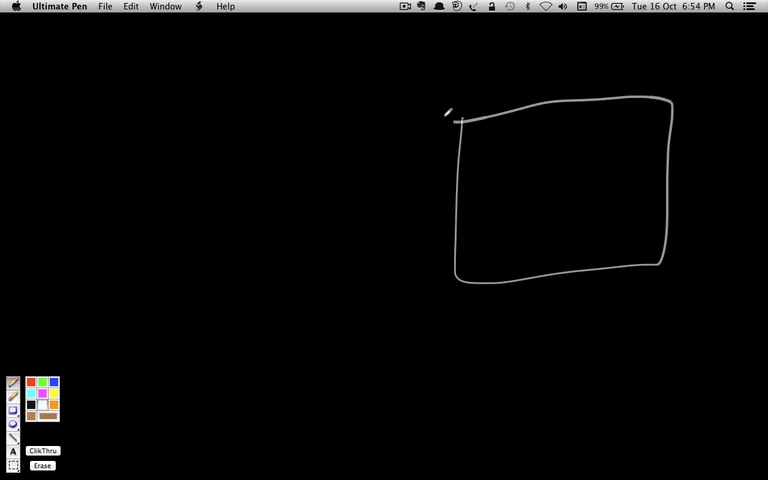 Ultimate Pen File Edit Window Help 99% Tue 16 Oct 6:54 PM
A
ClikThru
Erase